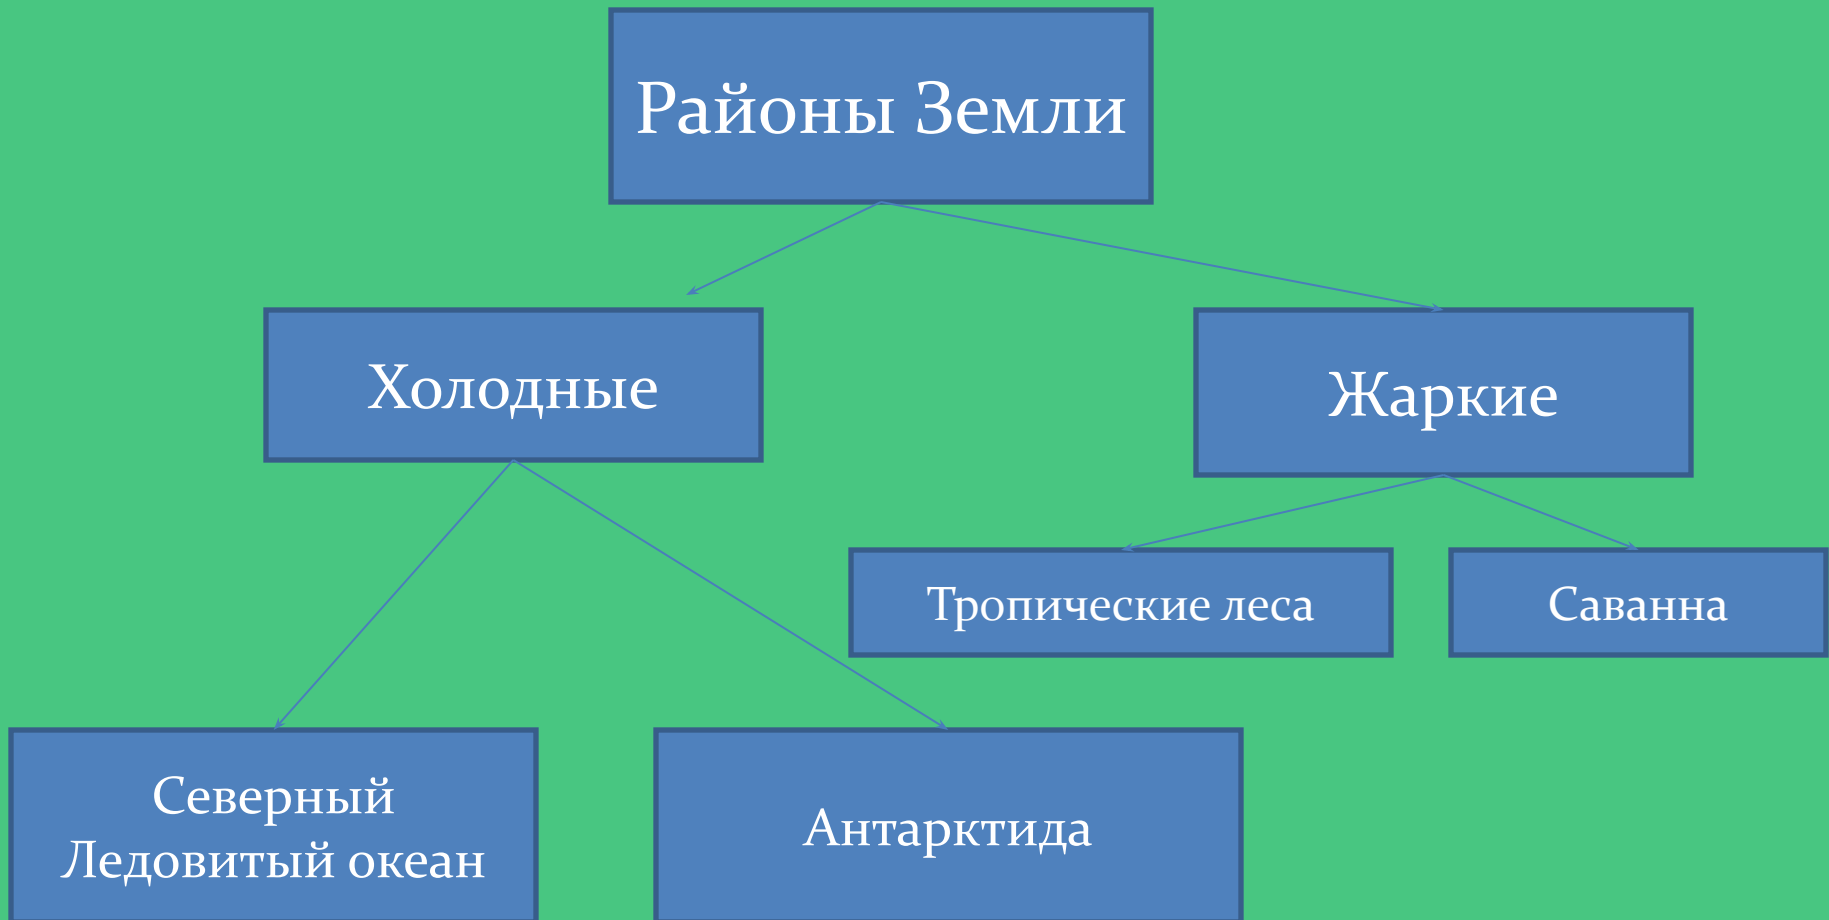 Районы Земли
Холодные
Жаркие
Тропические леса
Саванна
Северный
Ледовитый океан
Антарктида